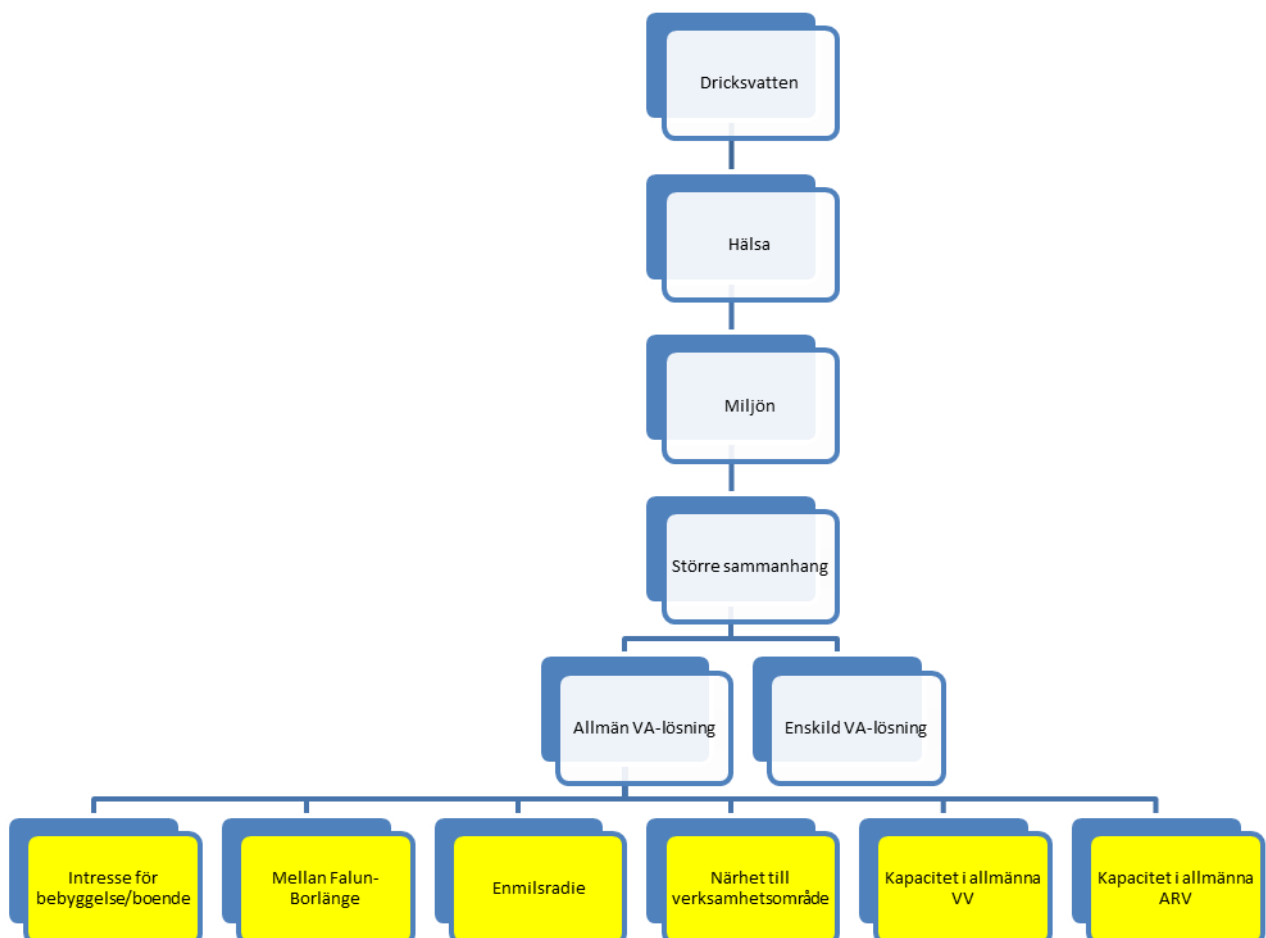 Dricksvatten
Hälsa
Miljön
Större sammanhang
Allmän VA-lösning
Enskild VA-lösning
Intresse för
bebyggelse/boende
Mellan Falun-
Borlänge
Enmilsradie
Närhet till
verksamhetsområde
Kapacitet i allmänna
VV
Kapacitet i allmänna
ARV